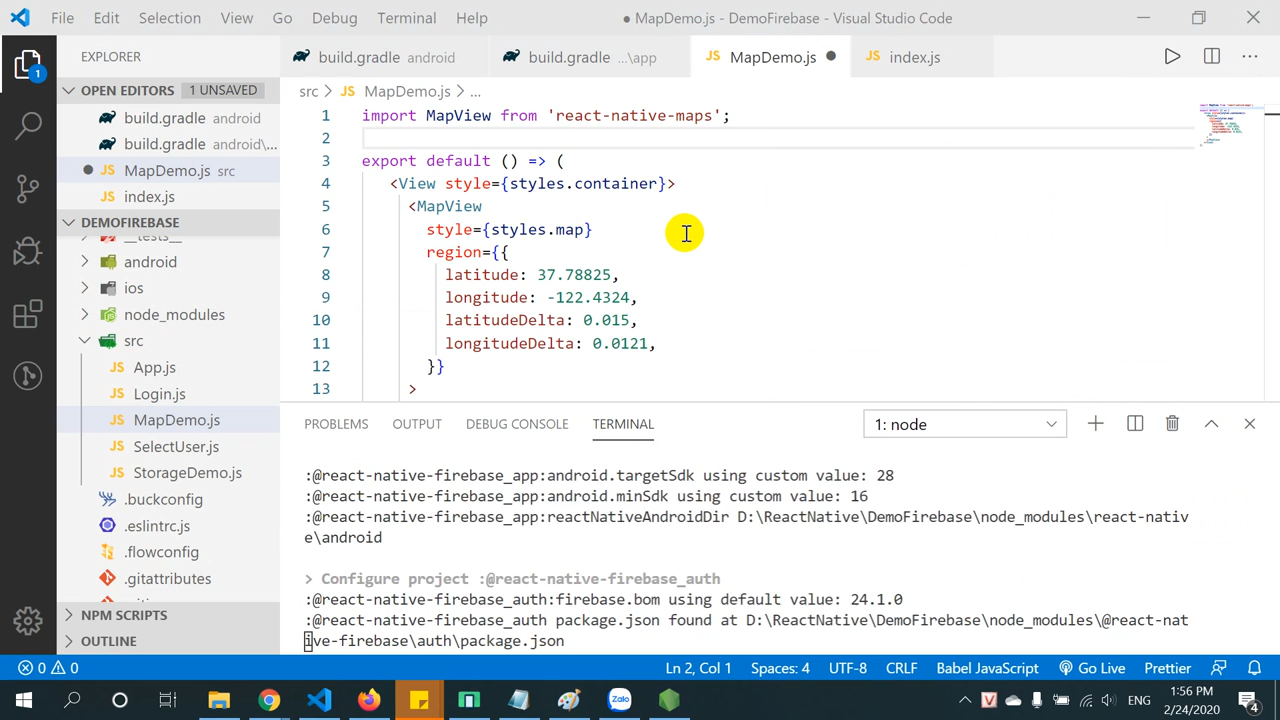 File Edit Selection View Go Debug Terminal Help
● MapDemo.js - DemoFirebase - Visual Studio Code
EXPLORER
OPEN EDITORS 1 UNSAVED
build.gradle android
build.gradle android\...
JS MapDemo.js src
JS index.js
DEMOFIREBASE
__tests__
android
ios
node_modules
src
JS App.js
JS Login.js
JS MapDemo.js
JS SelectUser.js
JS StorageDemo.js
.buckconfig
.eslintrc.js
.flowconfig
.gitattributes
NPM SCRIPTS
OUTLINE
1
build.gradle android
build.gradle ...\app
JS MapDemo.js
JS index.js
src > JS MapDemo.js > ...
1 import MapView from 'react-native-maps';
2
3 export default () => (
4 <View style={styles.container}>
5 <MapView
6 style={styles.map}
7 region={{
8 latitude: 37.78825,
9 longitude: -122.4324,
10 latitudeDelta: 0.015,
11 longitudeDelta: 0.0121,
12 }}
13 >
PROBLEMS OUTPUT DEBUG CONSOLE TERMINAL 1: node
:@react-native-firebase_app:android.targetSdk using custom value: 28
:@react-native-firebase_app:android.minSdk using custom value: 16
:@react-native-firebase_app:reactNativeAndroidDir D:\ReactNative\DemoFirebase\node_modules\react-nativ
e\android
> Configure project :@react-native-firebase_auth
:@react-native-firebase_auth:firebase.bom using default value: 24.1.0
:@react-native-firebase_auth package.json found at D:\ReactNative\DemoFirebase\node_modules\@react-nat
ive-firebase\auth\package.json
0 0 Ln 2, Col 1 Spaces: 4 UTF-8 CRLF Babel JavaScript Go Live Prettier
Zalo
V
ENG
1:56 PM
2/24/2020
4